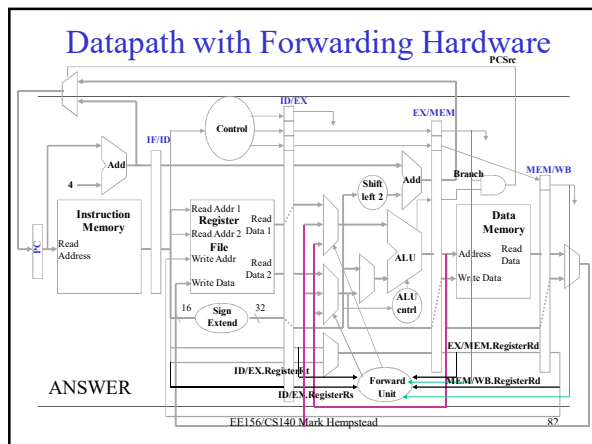 Datapath with Forwarding Hardware
PCSrc
ID/EX
EX/MEM
Control
IF/ID
Add
MEM/WB
Branch
Add
4
Shift
left 2
Instruction
Memory
Read Addr 1
Register
Read
Data 1
Read Addr 2
File
Data
Memory
PC
Read
Address
Write Addr
Read
Data 2
ALU
Address
Read
Data
Write Data
Write Data
16
Sign
Extend
32
ALU
cntrl
EX/MEM.RegisterRd
ID/EX.RegisterRt
Forward
Unit
MEM/WB.RegisterRd
ID/EX.RegisterRs
ANSWER
EE156/CS140 Mark Hempstead
82